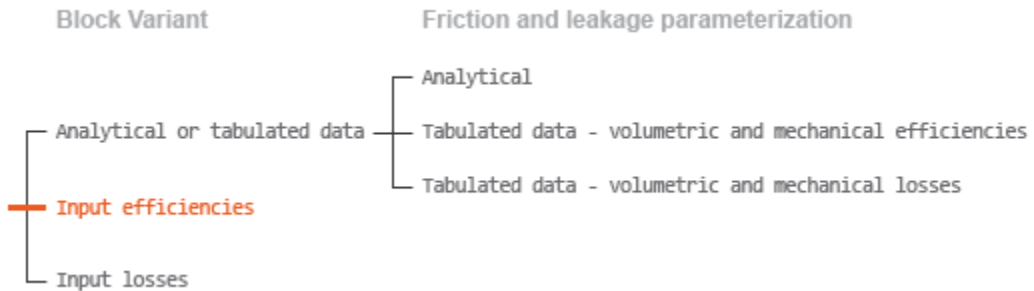 Block Variant
Friction and leakage parameterization
Analytical
Analytical or tabulated data
Tabulated data - volumetric and mechanical efficiencies
Tabulated data - volumetric and mechanical losses
Input efficiencies
Input losses